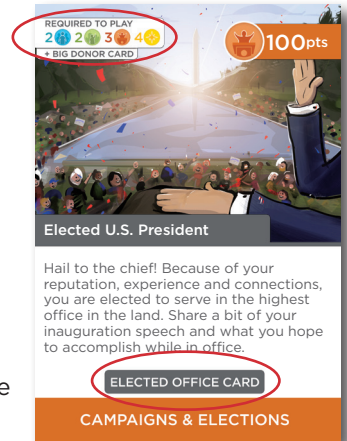 REQUIRED TO PLAY
2 2 3 4
+ BIG DONOR CARD
100pts
Elected U.S. President
Hail to the chief! Because of your
reputation, experience and connections,
you are elected to serve in the highest
office in the land. Share a bit of your
inauguration speech and what you hope
to accomplish while in office.
ELECTED OFFICE CARD
e
CAMPAIGNS & ELECTIONS